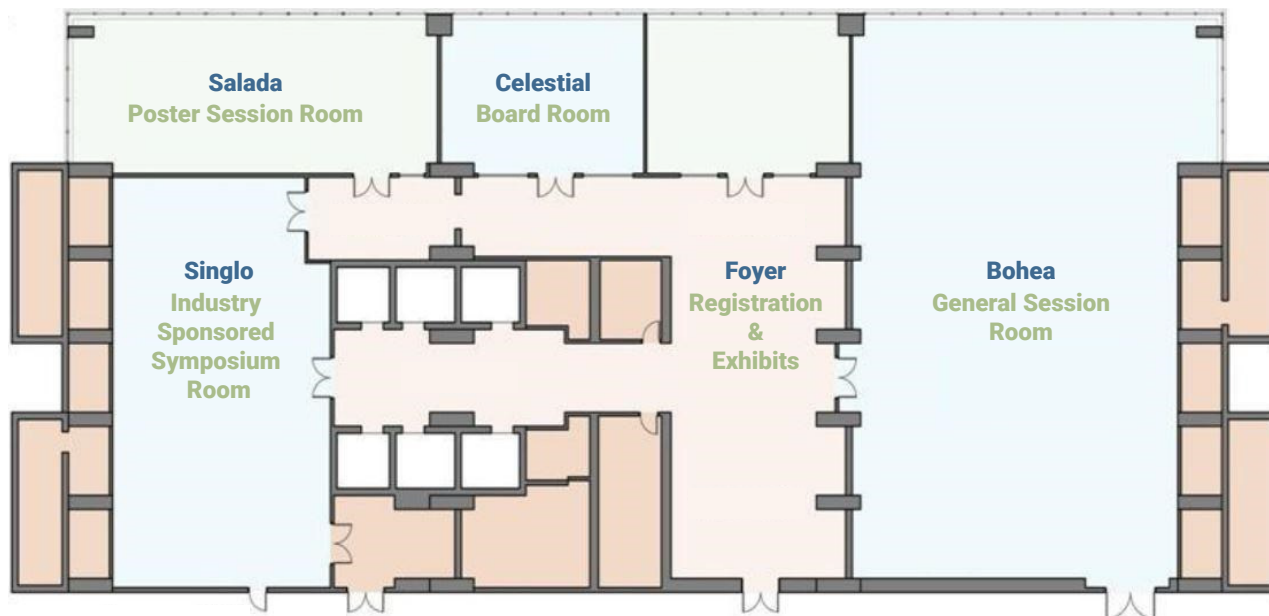 Salada
Poster Session Room
Celestial
Board Room
Singlo
Industry
Sponsored
Symposium
Room
Foyer
Registration
&
Exhibits
Bohea
General Session
Room